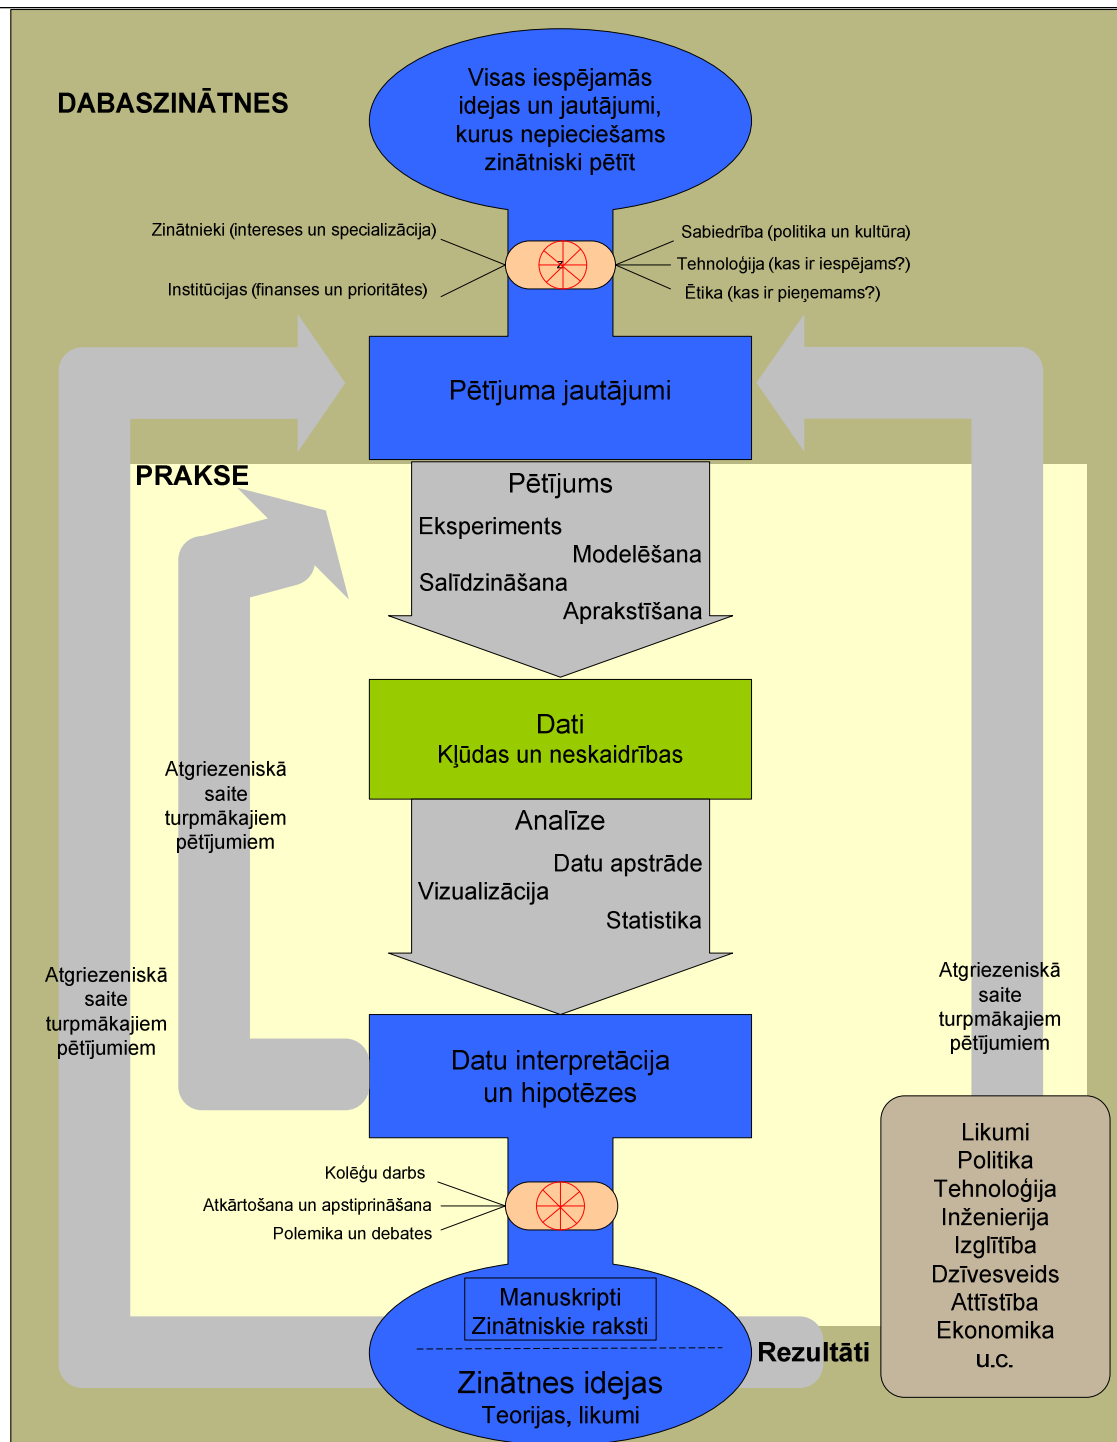 DABASZINĀTNES
Visas iespējamās
idejas un jautājumi,
kurus nepieciešams
zinātniski pētīt
Zinātnieki (intereses un specializācija)
Institūcijas (finanses un prioritātes)
z
Sabiedrība (politika un kultūra)
Tehnoloģija (kas ir iespējams?)
Ētika (kas ir pieņemams?)
Pētījuma jautājumi
PRAKSE
Pētījums
Eksperiments
Modelēšana
Salīdzināšana
Aprakstīšana
Dati
Kļūdas un neskaidrības
Atgriezeniskā
saite
turpmākajiem
pētījumiem
Analīze
Datu apstrāde
Vizualizācija
Statistika
Atgriezeniskā
saite
turpmākajiem
pētījumiem
Atgriezeniskā
saite
turpmākajiem
pētījumiem
Datu interpretācija
un hipotēzes
Kolēģu darbs
Atkārtošana un apstiprināšana
Polemika un debates
Likumi
Politika
Tehnoloģija
Inženierija
Izglītība
Dzīvesveids
Attīstība
Ekonomika
u.c.
Manuskripti
Zinātniskie raksti
Rezultāti
Zinātnes idejas
Teorijas, likumi